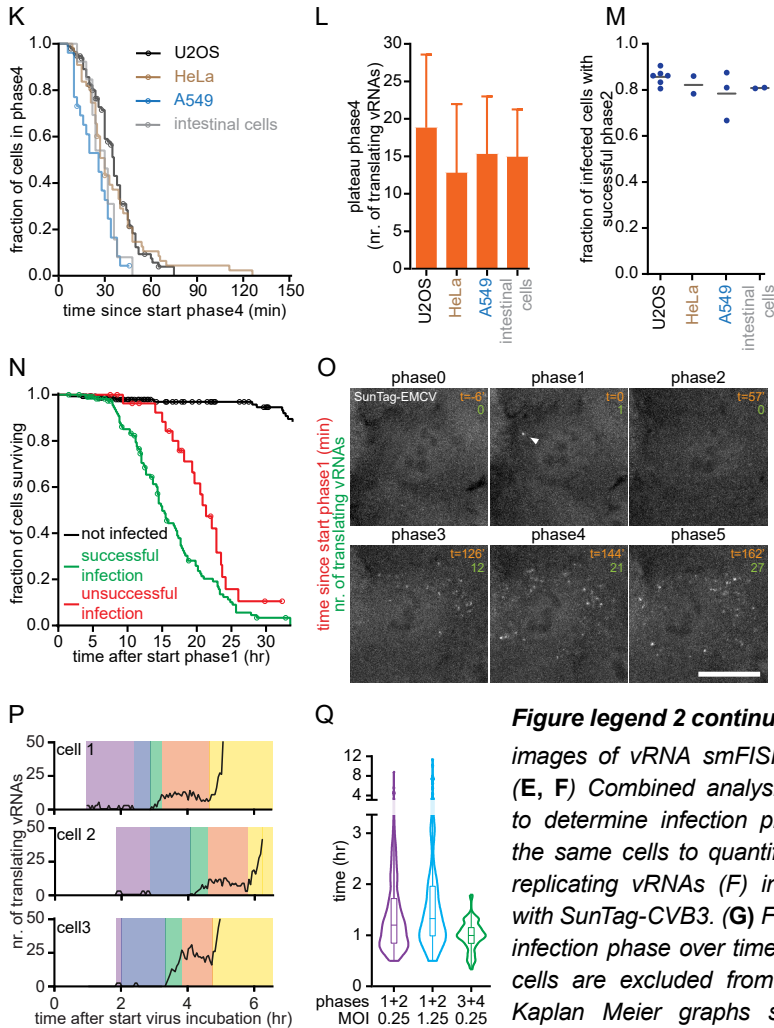 K
fraction of cells in phase4
1.0
0.8
0.6
0.4
0.2
0.0
0 30 60 90 120 150
time since start phase4 (min)
U2OS
HeLa
A549
intestinal cells
L
plateau phase4
(nr. of translating vRNAs)
30
25
20
15
10
5
0
U2OS
HeLa
A549
intestinal
cells
M
fraction of infected cells with
successful phase2
1.0
0.8
0.6
0.4
0.2
0.0
U2OS
HeLa
A549
intestinal
cells
N
fraction of cells surviving
1.0
0.8
0.6
0.4
0.2
0.0
not infected
successful
infection
unsuccessful
infection
0 5 10 15 20 25 30
time after start phase1 (hr)
O
time since start phase1 (min)
nr. of translating vRNAs
phase0 phase1 phase2
SunTag-EMCV
t=-6'
0
t=0
1
t=57'
0
phase3 phase4 phase5
t=126'
12
t=144'
21
t=162'
27
P
nr. of translating vRNAs
cell 1
50
25
0
cell 2
50
25
0
cell3
50
25
0
0 2 4 6
time after start virus incubation (hr)
Q
time (hr)
12
8
4
3
2
1
0
phases 1+2 1+2 3+4
MOI 0.25 1.25 0.25
Figure legend 2 continu
images of vRNA smFISI
(E, F) Combined analys
to determine infection p
the same cells to quantif
replicating vRNAs (F) in
with SunTag-CVB3. (G) F
infection phase over time
cells are excluded from
Kaplan Meier graphs s